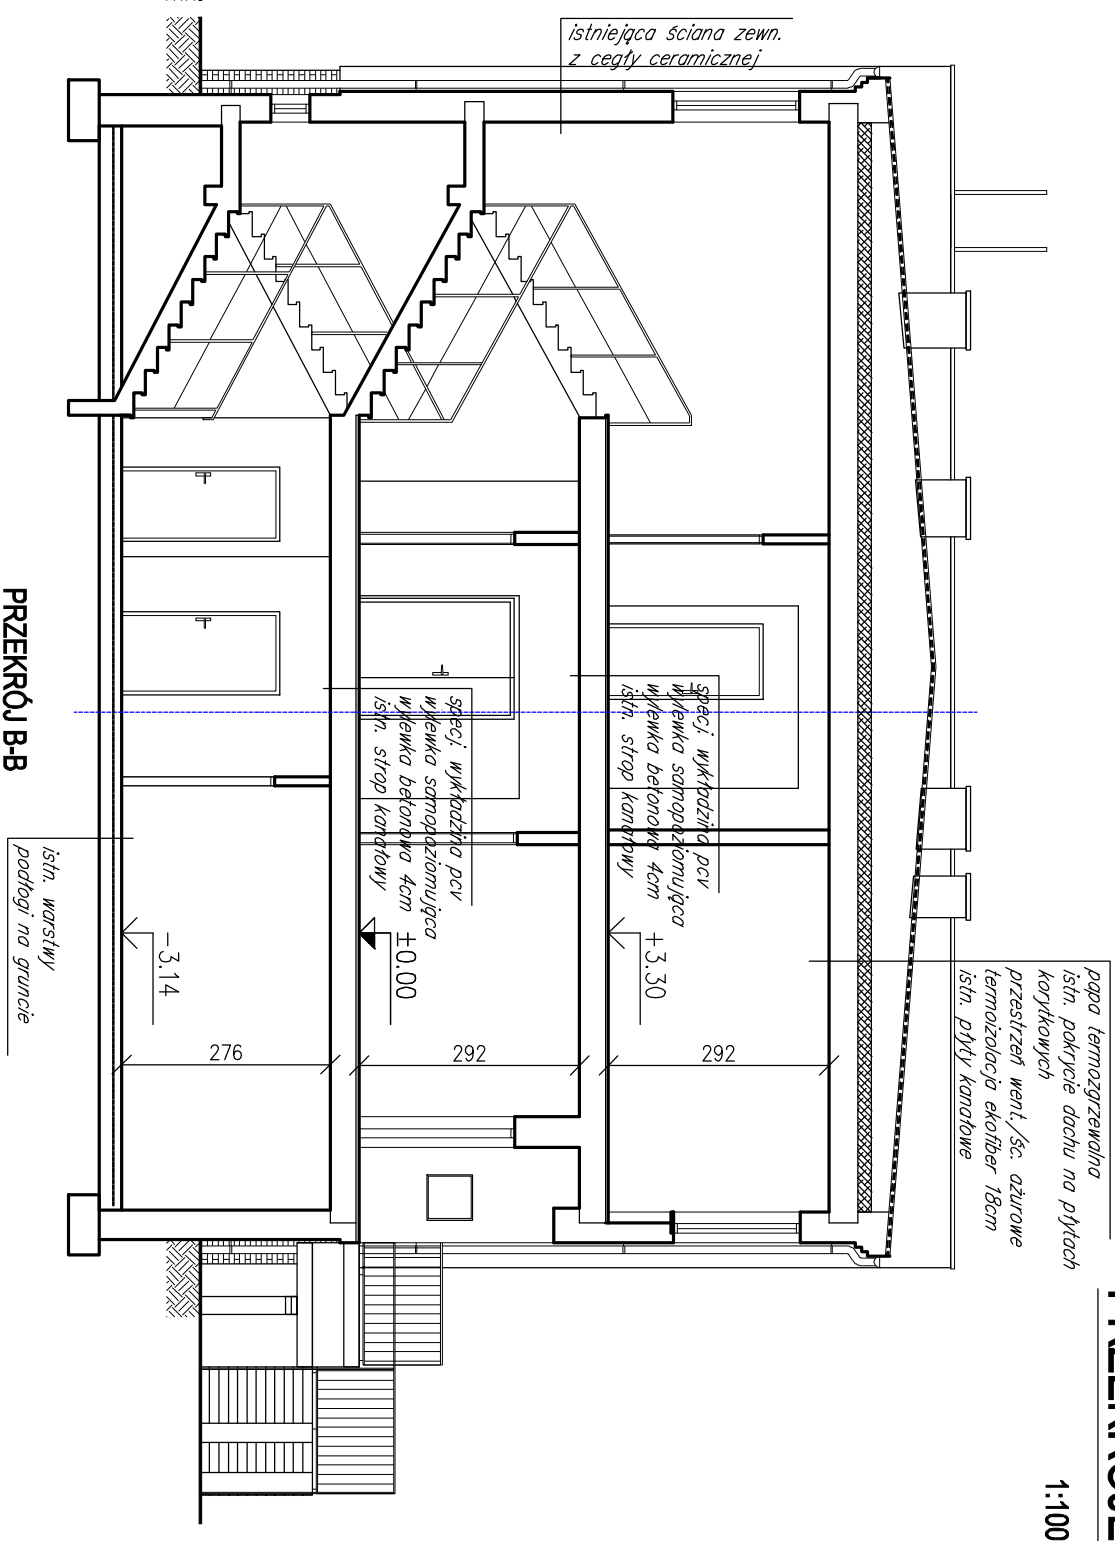 istniejąca ściana zewn.
z cegły ceramicznej
papa termozgrzewalna
istn. pokrycie dachu na płytach
korytkowych
przestrzeń went./śc. ażurowe
termoizolacja ekofiber 18cm
istn. płyty kanałowe
1:100
specj. wykładzina pcv
wylewka samopoziomująca
wylewka betonowa 4cm
istn. strop kanałowy
+3.30
292
specj. wykładzina pcv
wylewka samopoziomująca
wylewka betonowa 4cm
istn. strop kanałowy
±0.00
292
-3.14
276
istn. warstwy
podłogi na gruncie
PRZEKRÓJ B-B